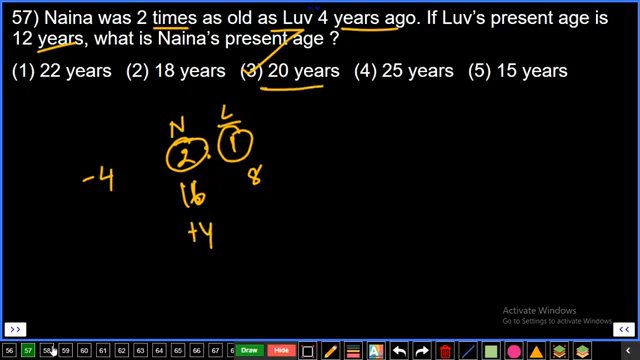 57) Naina was 2 times as old as Luv 4 years ago. If Luv's present age is
12 years, what is Naina's present age ?
(1) 22 years (2) 18 years (3) 20 years (4) 25 years (5) 15 years
N L
2 : 1
-4 16 8
+4
Activate Windows
Go to Settings to activate Windows.
>> 56 57 58 59 60 61 62 63 64 65 66 67 6 Draw Hide <<